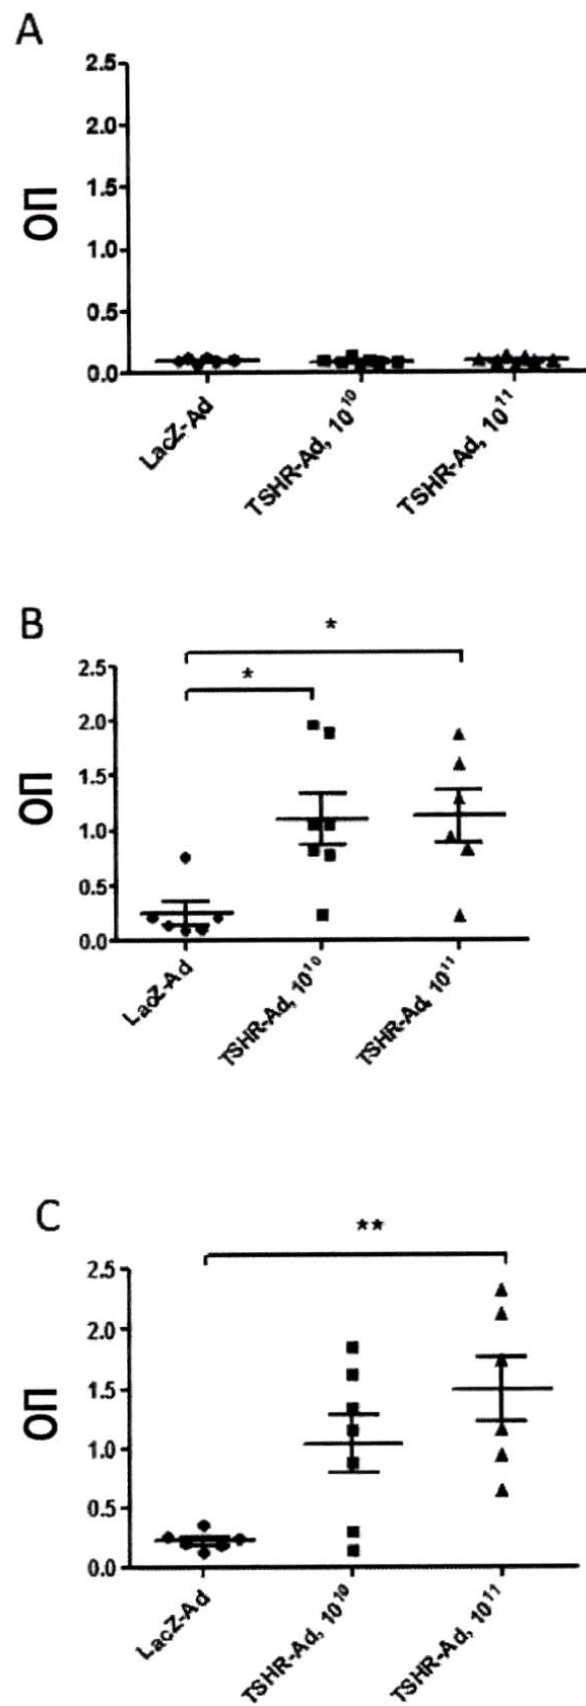 A
2.5
2.0
1.5
1.0
0.5
0.0
ОП
LacZ-Ad
TSHR-Ad, 10¹⁰
TSHR-Ad, 10¹¹
B
*
*
2.5
2.0
1.5
1.0
0.5
0.0
ОП
LacZ-Ad
TSHR-Ad, 10¹⁰
TSHR-Ad, 10¹¹
C
**
2.5
2.0
1.5
1.0
0.5
0.0
ОП
LacZ-Ad
TSHR-Ad, 10¹⁰
TSHR-Ad, 10¹¹